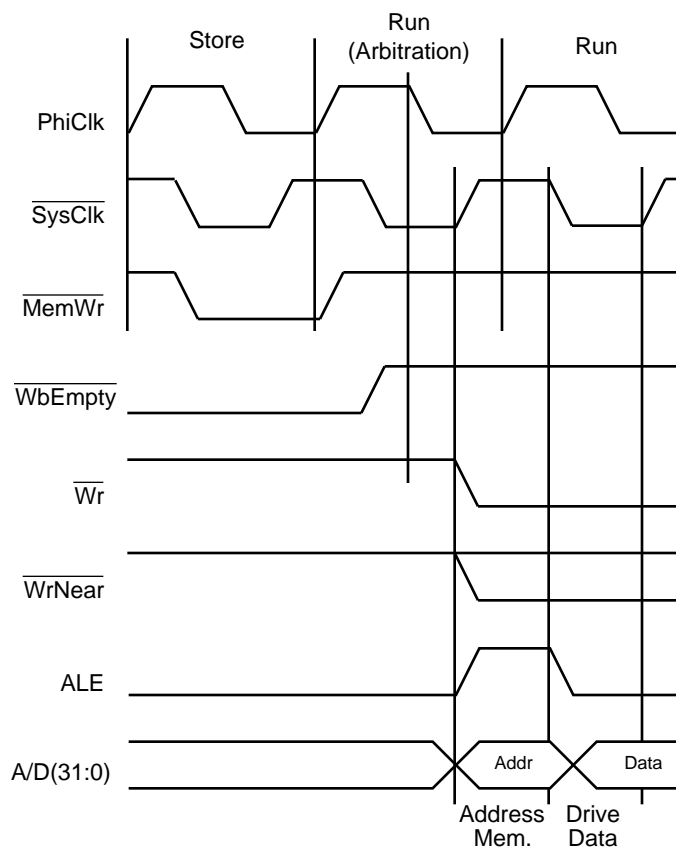 Store
Run
(Arbitration)
Run
PhiClk
SysClk
MemWr
WbEmpty
Wr
WrNear
ALE
A/D(31:0)
Addr
Data
Address
Mem.
Drive
Data